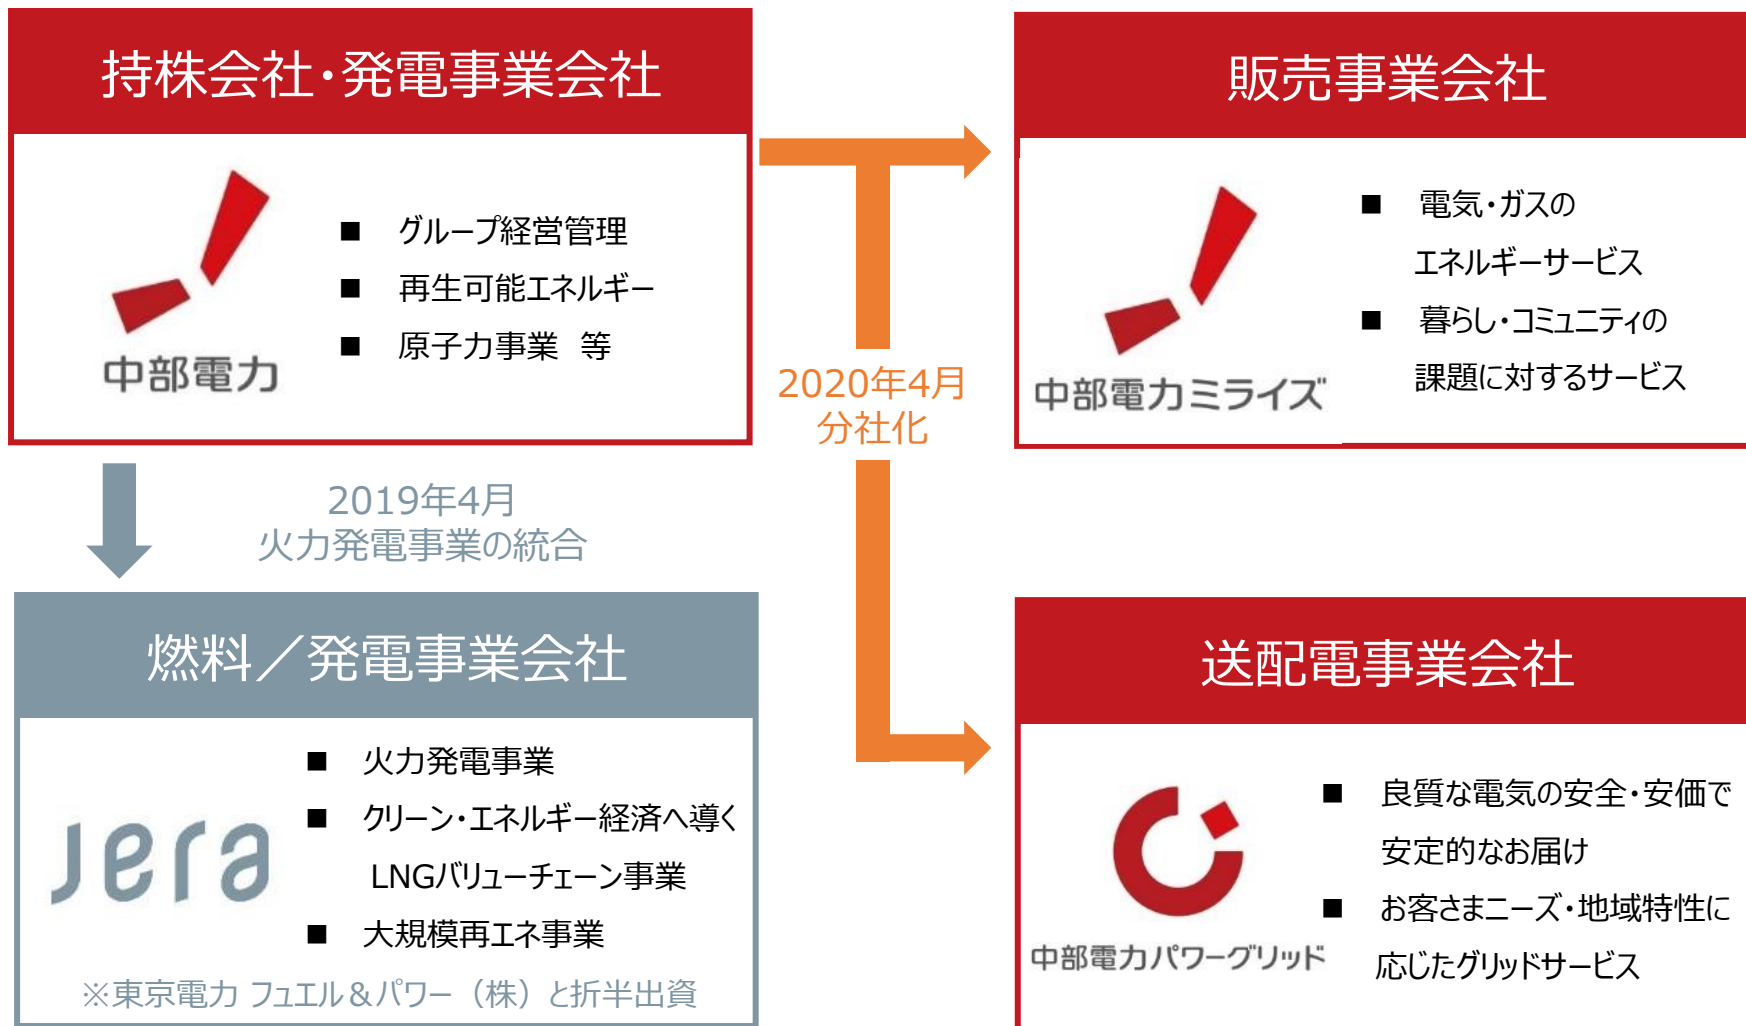 持株会社・発電事業会社
中部電力
■ グループ経営管理
■ 再生可能エネルギー
■ 原子力事業 等
2019年4月
火力発電事業の統合
燃料／発電事業会社
Jera
■ 火力発電事業
■ クリーン・エネルギー経済へ導く
LNGバリューチェーン事業
■ 大規模再エネ事業
※東京電力 フュエル＆パワー（株）と折半出資
2020年4月
分社化
販売事業会社
中部電力ミライズ
■ 電気・ガスの
エネルギーサービス
■ 暮らし・コミュニティの
課題に対するサービス
送配電事業会社
中部電力パワーグリッド
■ 良質な電気の安全・安価で
安定的なお届け
■ お客さまニーズ・地域特性に
応じたグリッドサービス